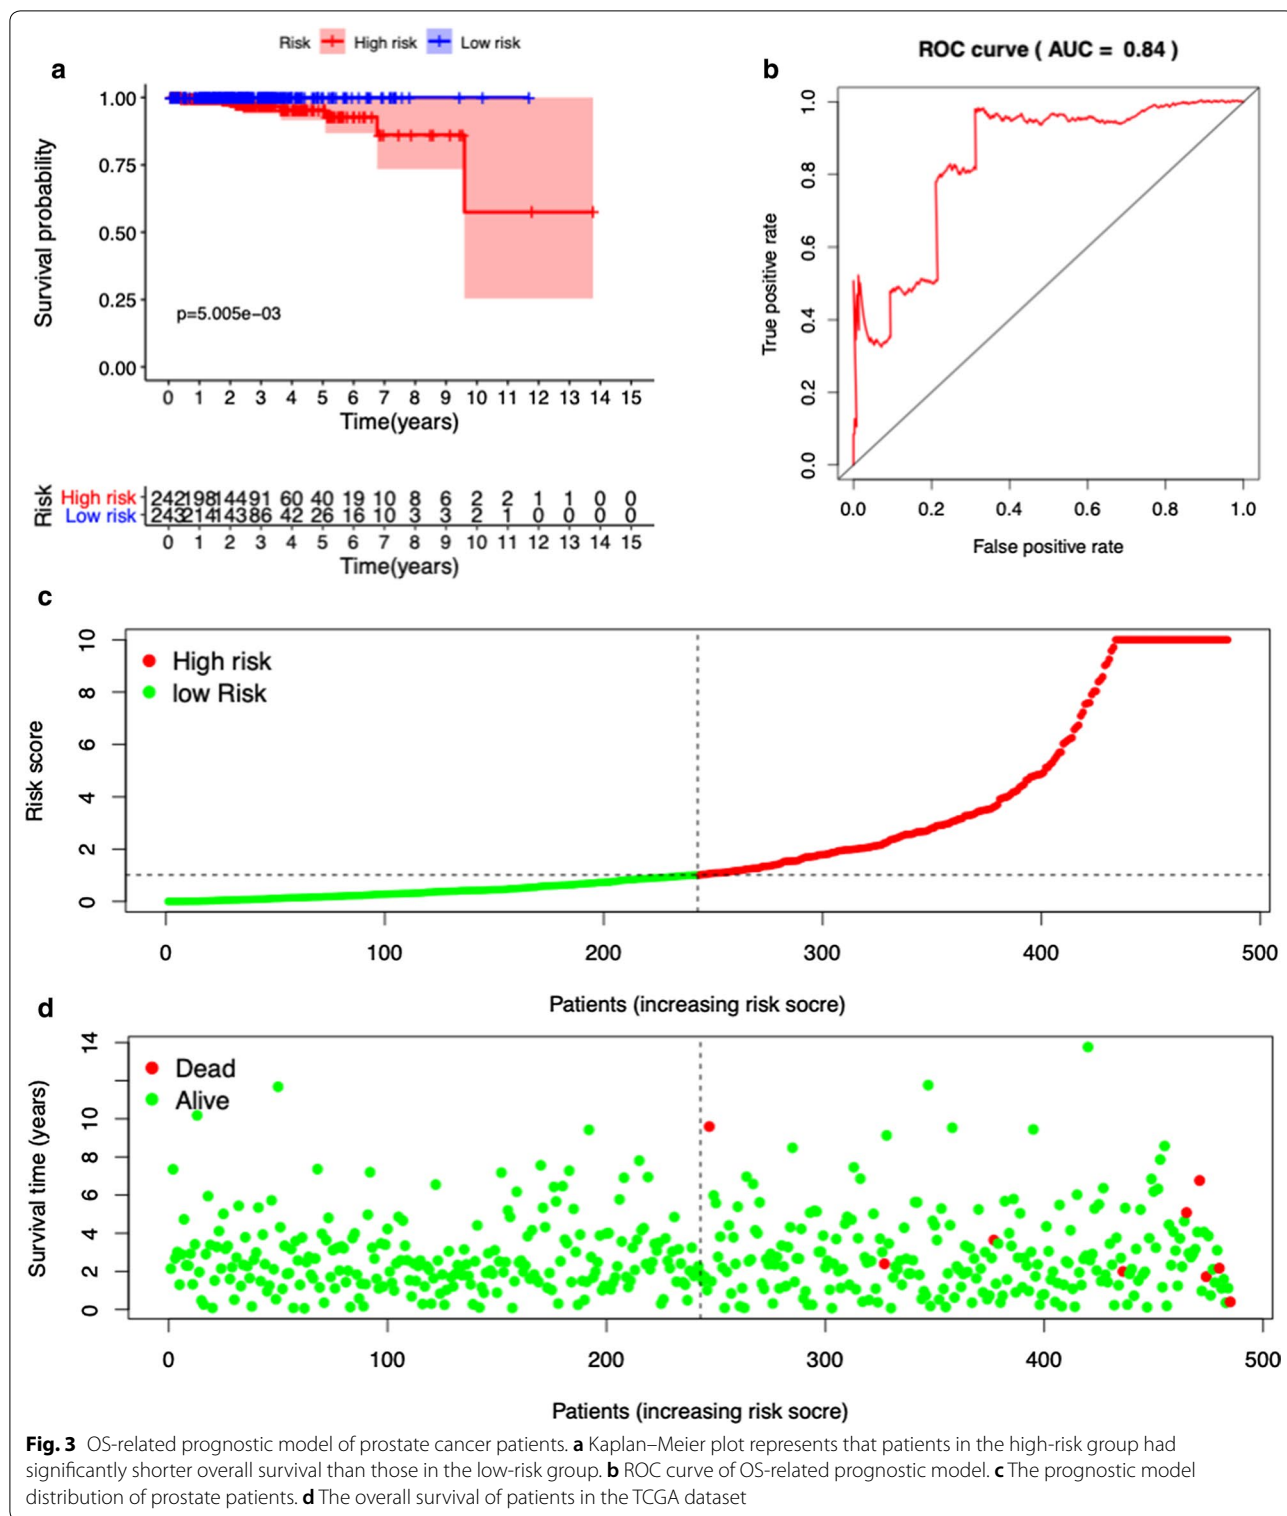 Risk High risk Low risk
a
1.00
0.75
0.50
0.25
0.00
Survival probability
p=5.005e−03
0 1 2 3 4 5 6 7 8 9 10 11 12 13 14 15
Time(years)
Risk
High risk 242 198 144 91 60 40 19 10 8 6 2 2 1 1 0 0
Low risk 243 214 143 86 42 26 16 10 3 3 2 1 0 0 0 0
0 1 2 3 4 5 6 7 8 9 10 11 12 13 14 15
Time(years)
b
ROC curve ( AUC = 0.84 )
1.0
0.8
0.6
0.4
0.2
0.0
True positive rate
0.0 0.2 0.4 0.6 0.8 1.0
False positive rate
c
High risk
low Risk
10
8
6
4
2
0
Risk score
0 100 200 300 400 500
Patients (increasing risk socre)
d
Dead
Alive
14
10
8
6
4
2
0
Survival time (years)
0 100 200 300 400 500
Patients (increasing risk socre)
Fig. 3 OS-related prognostic model of prostate cancer patients. a Kaplan–Meier plot represents that patients in the high-risk group had
significantly shorter overall survival than those in the low-risk group. b ROC curve of OS-related prognostic model. c The prognostic model
distribution of prostate patients. d The overall survival of patients in the TCGA dataset